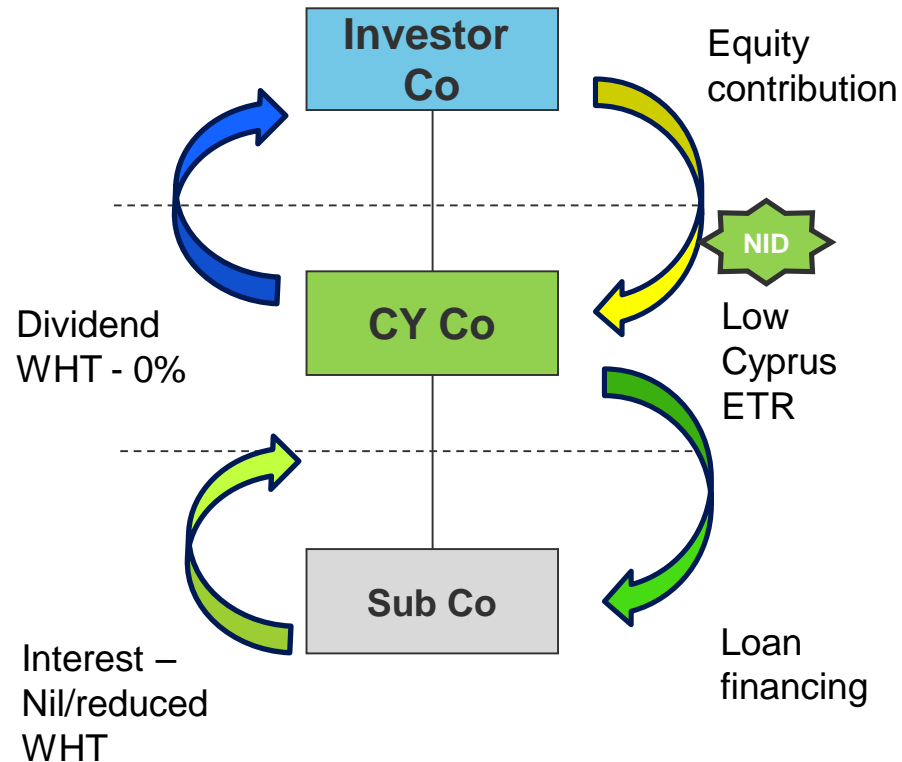 Investor
Co
Equity
contribution
NID
Dividend
WHT - 0%
CY Co
Low
Cyprus
ETR
Sub Co
Interest –
Nil/reduced
WHT
Loan
financing